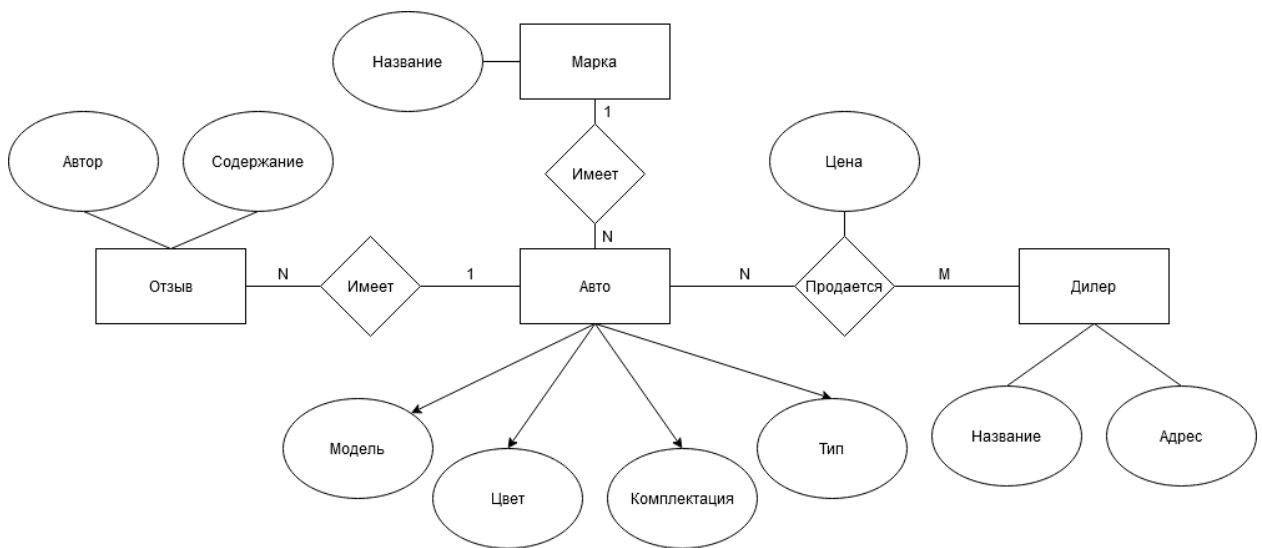 Название
Марка
1
Автор
Содержание
Имеет
Цена
N
Отзыв
N
Имеет
1
Авто
N
Продается
M
Дилер
Модель
Цвет
Комплектация
Тип
Название
Адрес